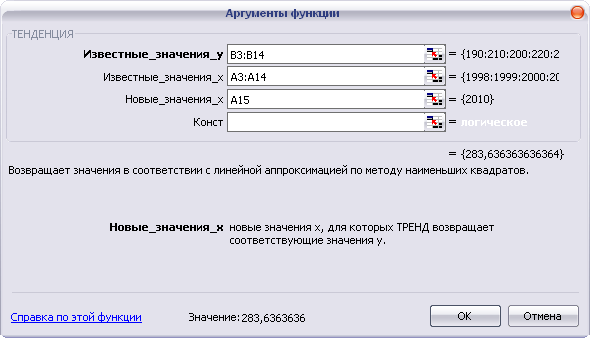 Аргументы функции
ТЕНДЕНЦИЯ
Известные_значения_y B3:B14 = {190:210:200:220:2
Известные_значения_x A3:A14 = {1998:1999:2000:20
Новые_значения_x A15 = {2010}
Конст = логическое
= {283,636363636364}
Возвращает значения в соответствии с линейной аппроксимацией по методу наименьших квадратов.
Новые_значения_x новые значения x, для которых ТРЕНД возвращает
соответствующие значения y.
Справка по этой функции Значение: 283,6363636 OK Отмена